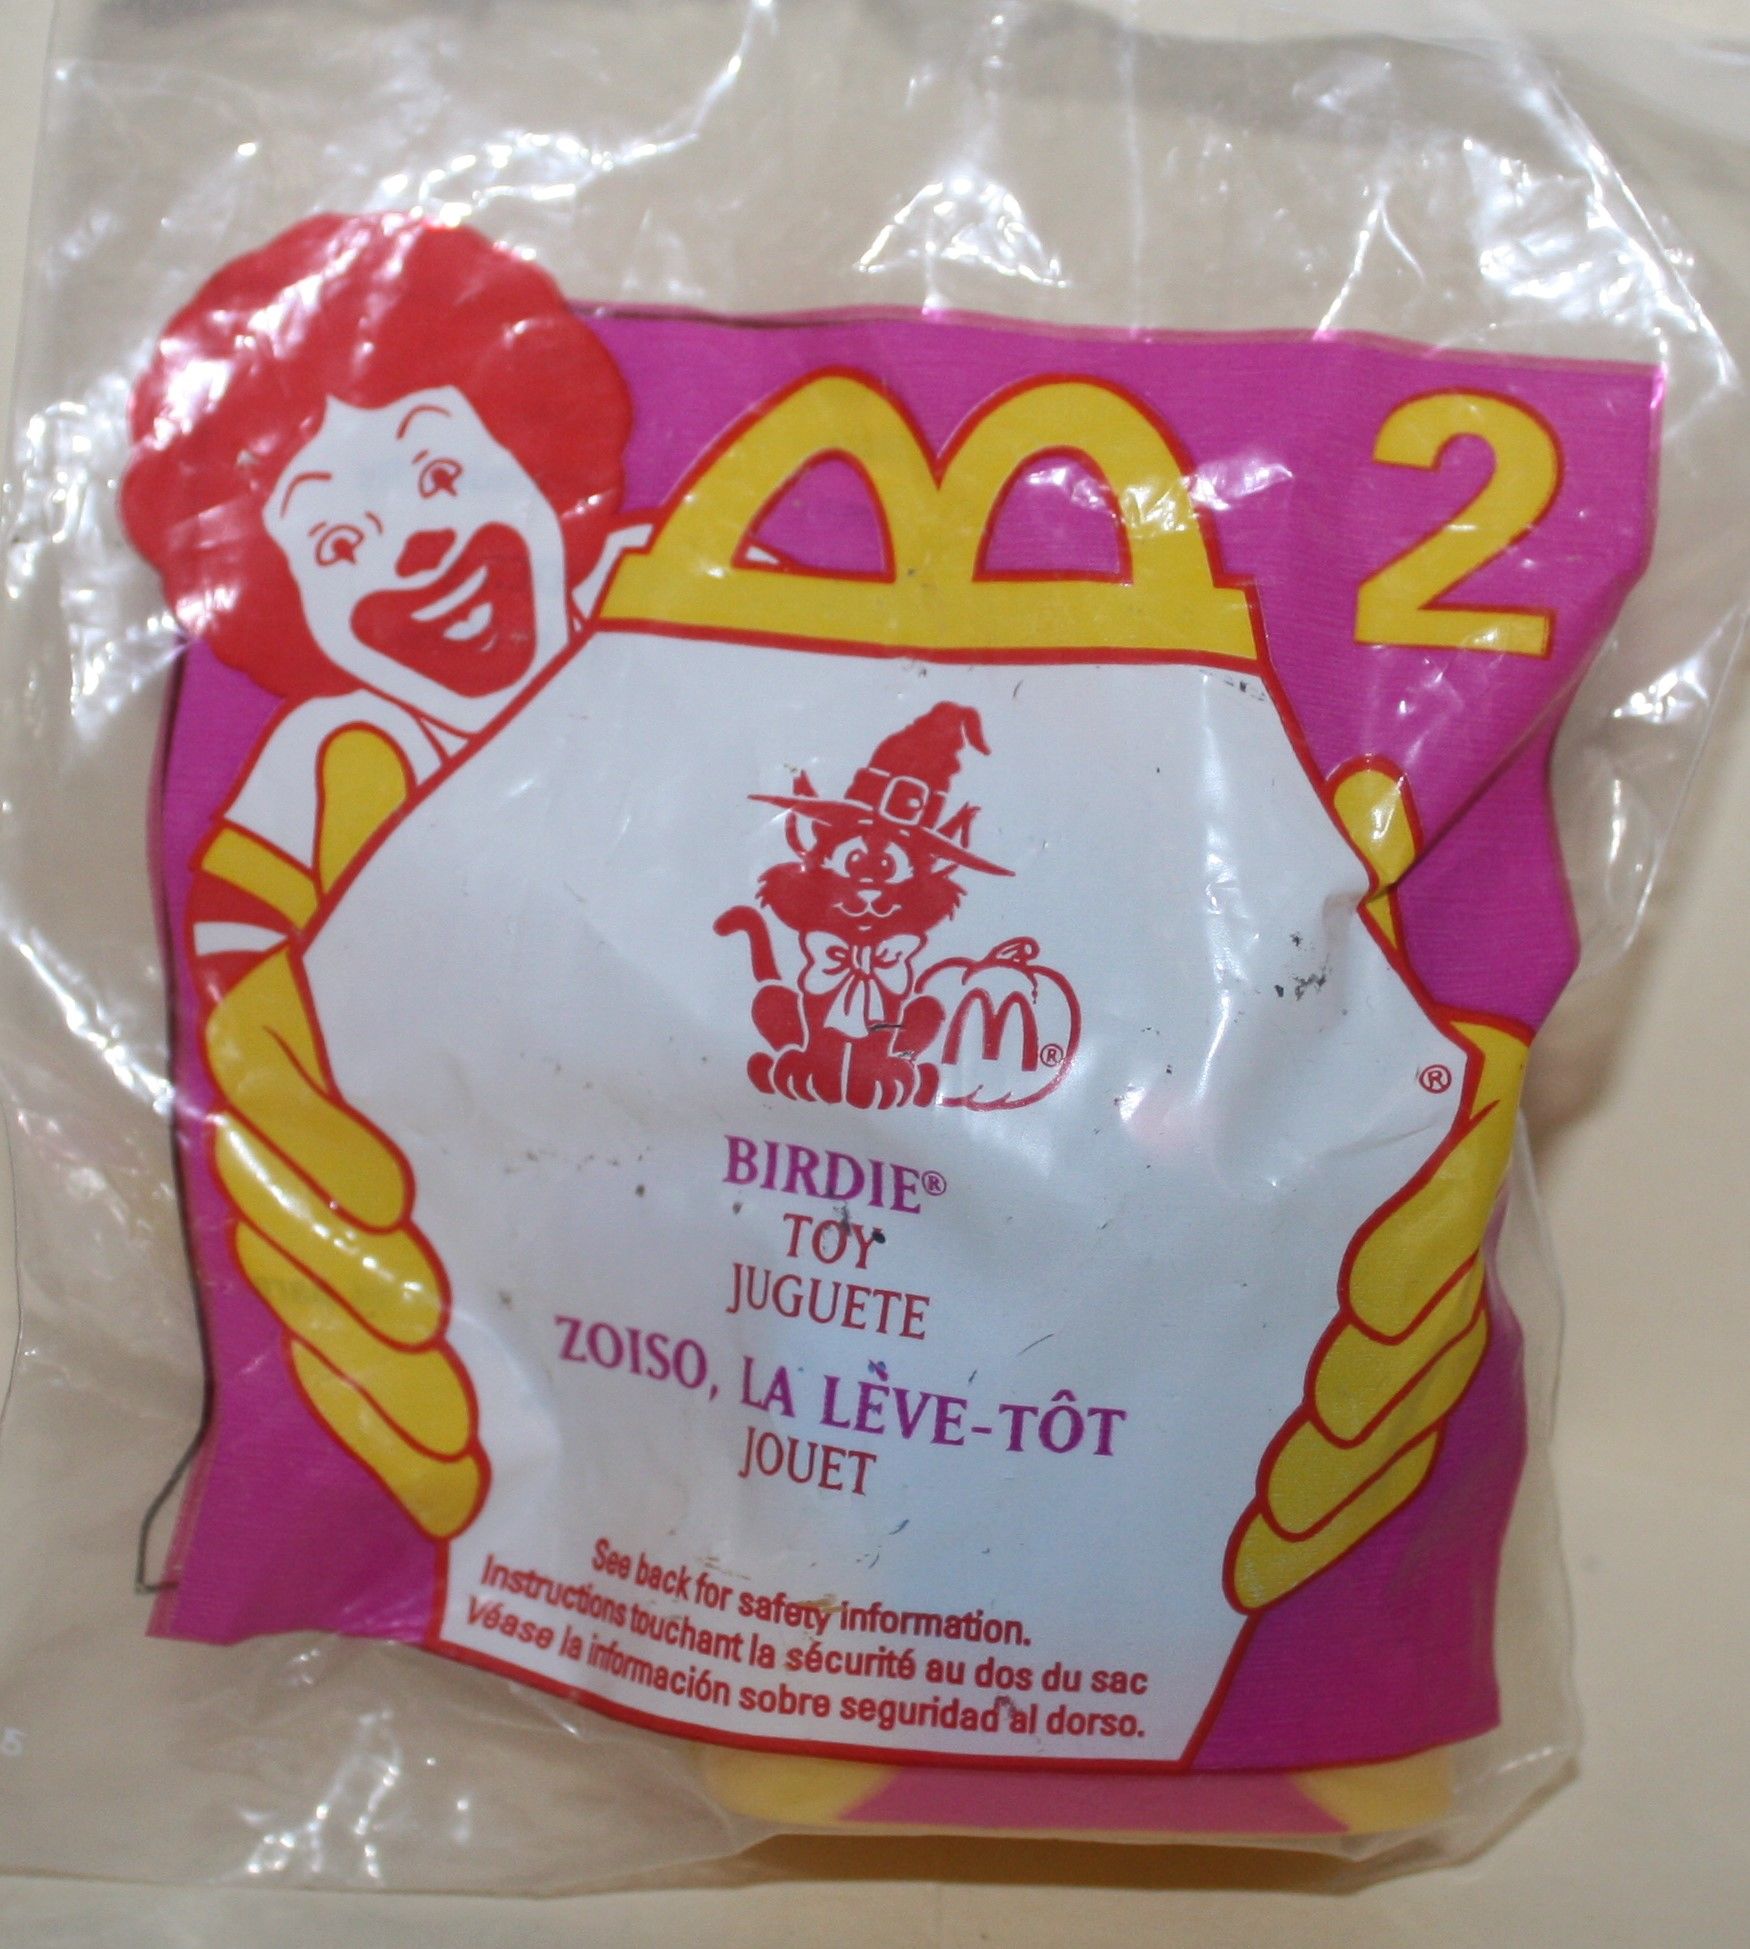 2
M®
®
BIRDIE®
TOY
JUGUETE
ZOISO, LA LÈVE-TÔT
JOUET
See back for safety information.
Instructions touchant la sécurité au dos du sac
Véase la información sobre seguridad al dorso.